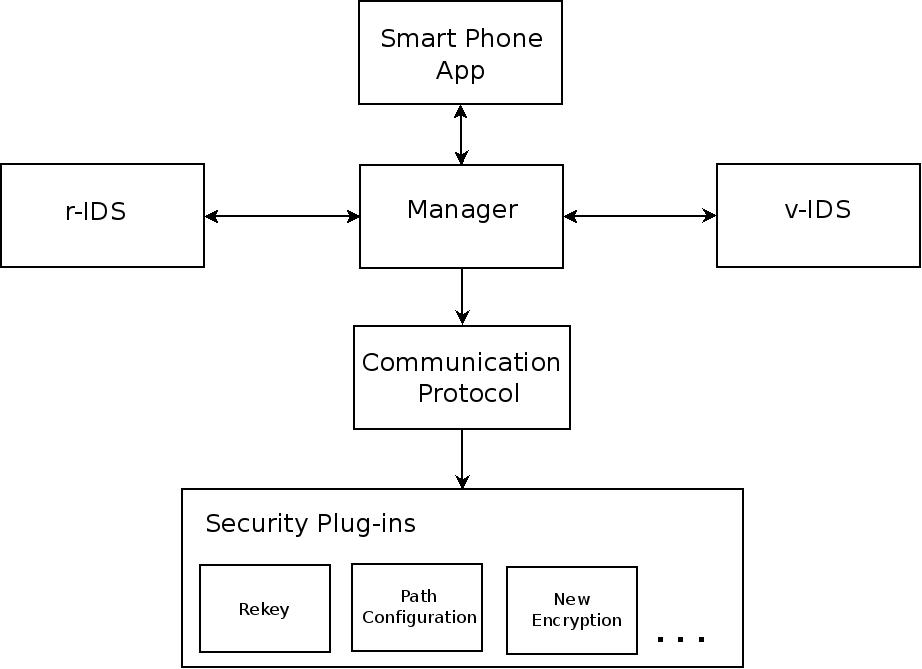 Smart Phone
App
r-IDS
Manager
v-IDS
Communication
Protocol
Security Plug-ins
Rekey
Path
Configuration
New
Encryption
...